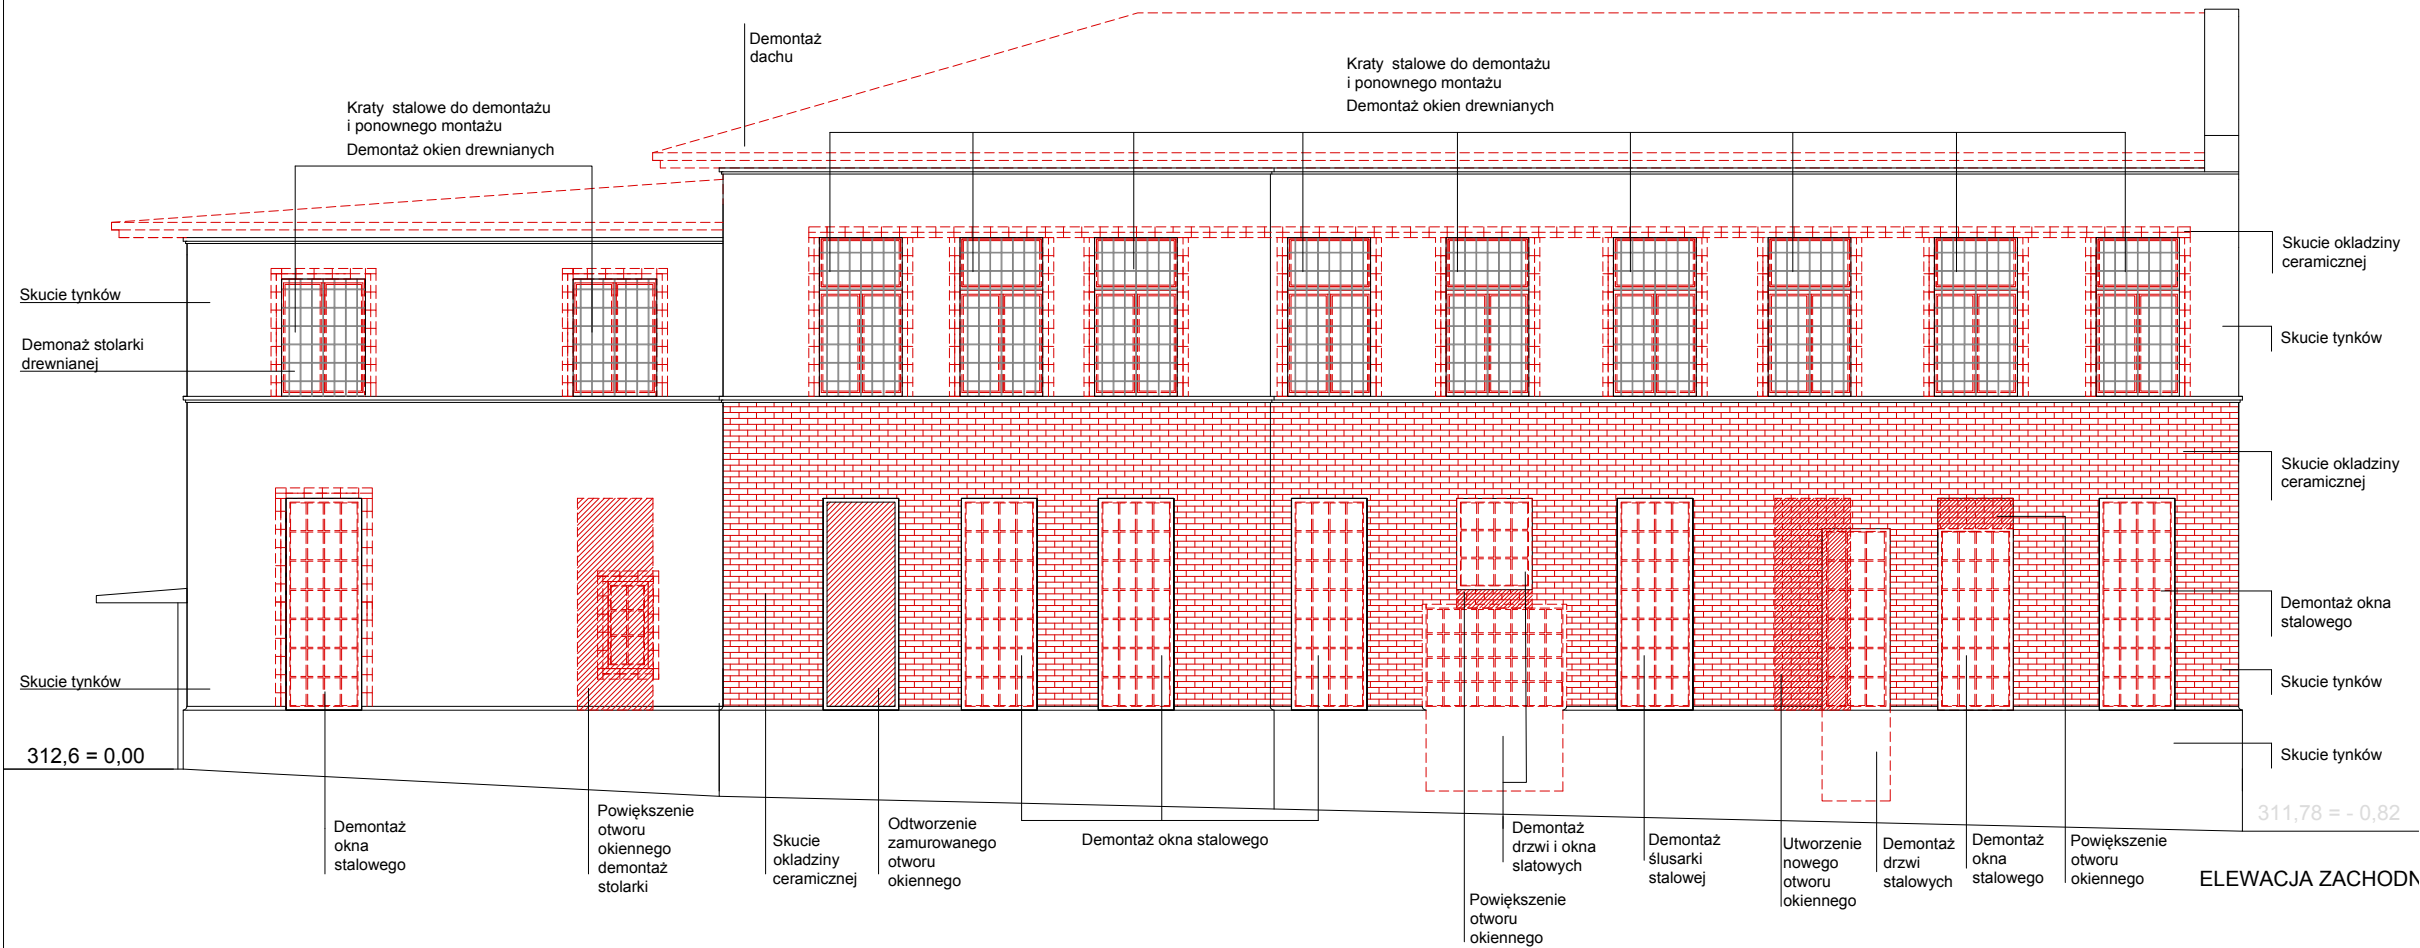 Demontaż
dachu
Kraty stalowe do demontażu
i ponownego montażu
Demontaż okien drewnianych
Kraty stalowe do demontażu
i ponownego montażu
Demontaż okien drewnianych
Skucie tynków
Demonaż stolarki
drewnianej
Skucie tynków
312,6 = 0,00
Skucie okladziny
ceramicznej
Skucie tynków
Skucie okladziny
ceramicznej
Demontaż okna
stalowego
Skucie tynków
Skucie tynków
311,78 = - 0,82
Demontaż
okna
stalowego
Powiększenie
otworu
okiennego
demontaż
stolarki
Skucie
okladziny
ceramicznej
Odtworzenie
zamurowanego
otworu
okiennego
Demontaż okna stalowego
Powiększenie
otworu
okiennego
Demontaż
drzwi i okna
slatowych
Demontaż
ślusarki
stalowej
Utworzenie
nowego
otworu
okiennego
Demontaż
drzwi
stalowych
Demontaż
okna
stalowego
Powiększenie
otworu
okiennego
ELEWACJA ZACHODN